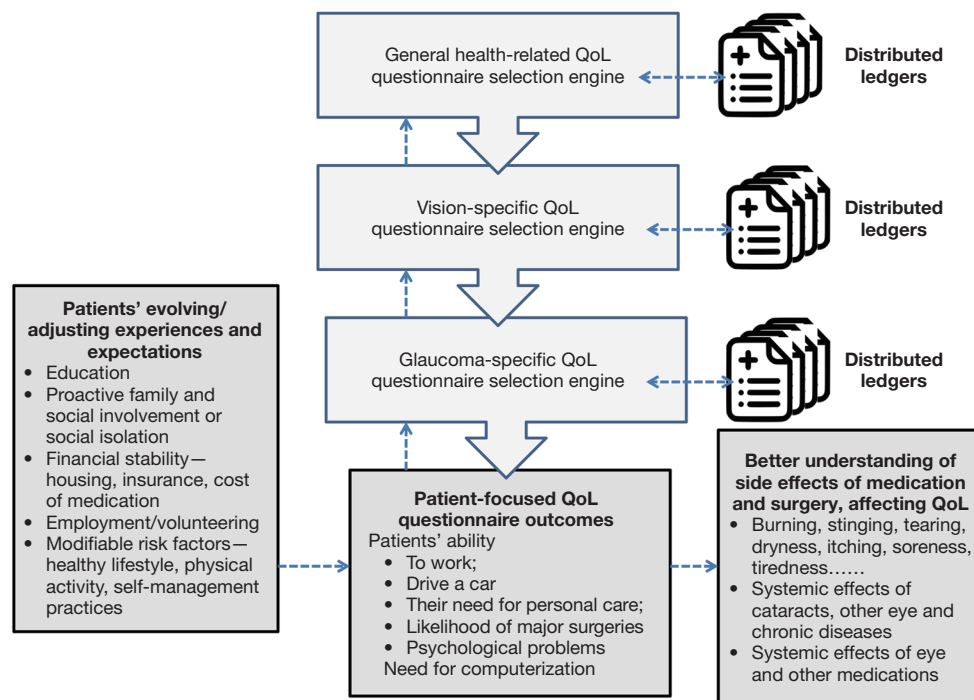 General health-related QoL
questionnaire selection engine
Distributed
ledgers
Vision-specific QoL
questionnaire selection engine
Distributed
ledgers
Glaucoma-specific QoL
questionnaire selection engine
Distributed
ledgers
Patients’ evolving/
adjusting experiences and
expectations
• Education
• Proactive family and
social involvement or
social isolation
• Financial stability—
housing, insurance, cost
of medication
• Employment/volunteering
• Modifiable risk factors—
healthy lifestyle, physical
activity, self-management
practices
Patient-focused QoL
questionnaire outcomes
Patients’ ability
• To work;
• Drive a car
• Their need for personal care;
• Likelihood of major surgeries
• Psychological problems
Need for computerization
Better understanding of
side effects of medication
and surgery, affecting QoL
• Burning, stinging, tearing,
dryness, itching, soreness,
tiredness……
• Systemic effects of
cataracts, other eye and
chronic diseases
• Systemic effects of eye
and other medications